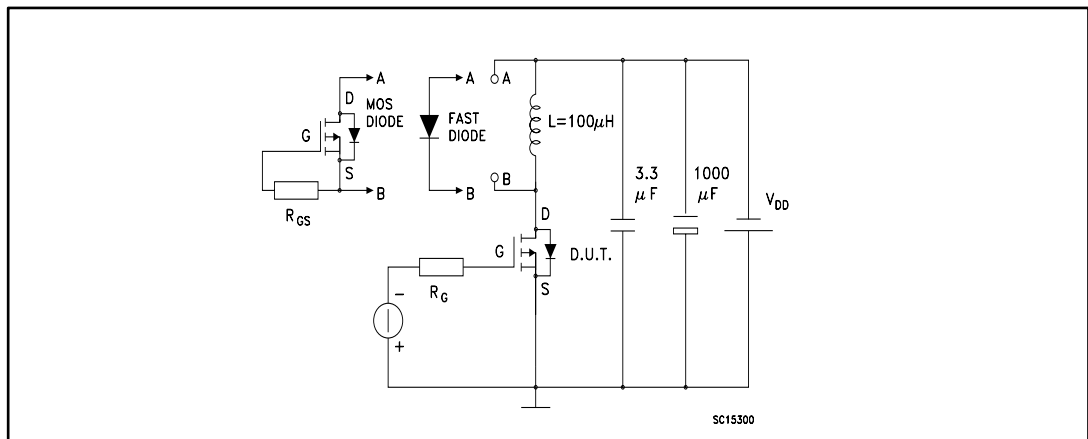 A
D
MOS
DIODE
G
S
B
R_GS
A
FAST
DIODE
B
A
L=100μH
B
D
G
D.U.T.
S
R_G
-
+
3.3
μF
1000
μF
V_DD
SC15300